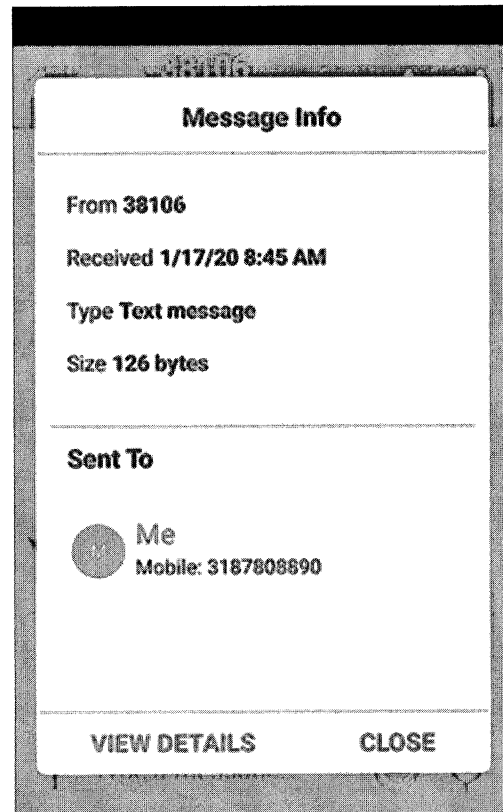 38106
Message Info
From 38106
Received 1/17/20 8:45 AM
Type Text message
Size 126 bytes
Sent To
Me
Mobile: 3187808890
VIEW DETAILS
CLOSE